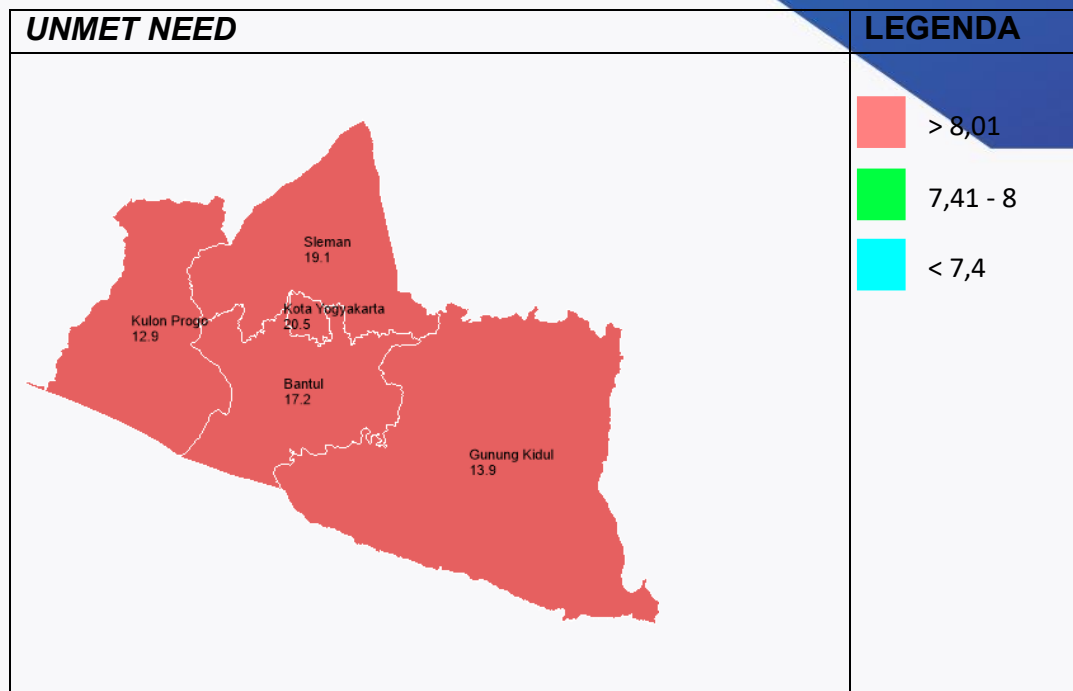 UNMET NEED
LEGENDA
> 8,01
7,41 - 8
< 7,4
Sleman
19.1
Kota Yogyakarta
20.5
Kulon Progo
12.9
Bantul
17.2
Gunung Kidul
13.9